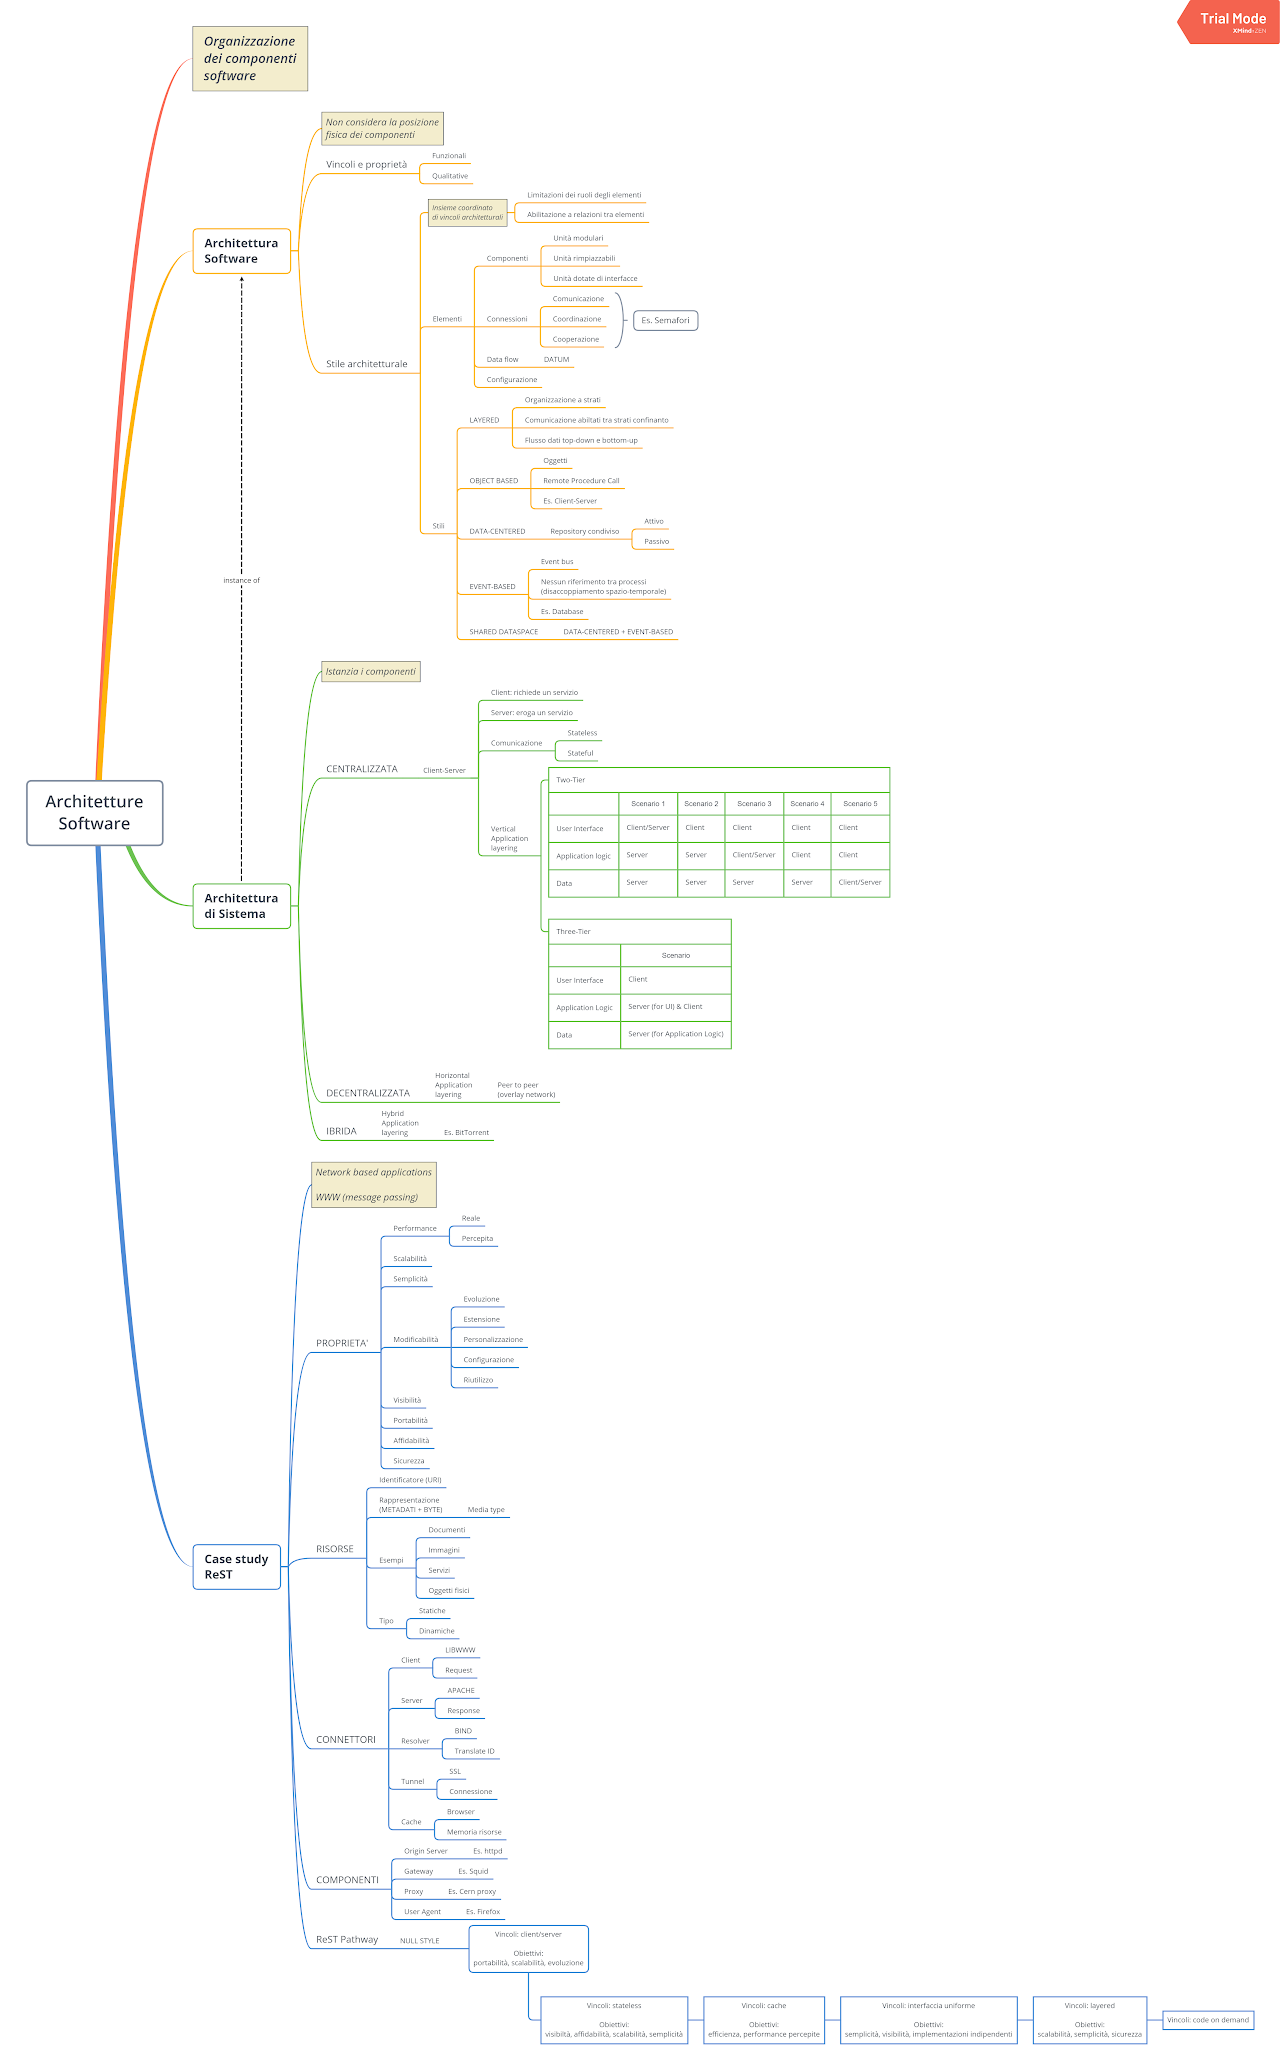 Trial Mode
XMind:ZEN
Organizzazione
dei componenti
software
Non considera la posizione
fisica dei componenti
Vincoli e proprietà
Funzionali
Qualitative
Architettura
Software
Stile architetturale
Insieme coordinato
di vincoli architetturali
Limitazioni dei ruoli degli elementi
Abilitazione a relazioni tra elementi
Elementi
Componenti
Unità modulari
Unità rimpiazzabili
Unità dotate di interfacce
Connessioni
Comunicazione
Coordinazione
Cooperazione
Es. Semafori
Data flow
DATUM
Configurazione
Stili
LAYERED
Organizzazione a strati
Comunicazione abiltati tra strati confinanto
Flusso dati top-down e bottom-up
OBJECT BASED
Oggetti
Remote Procedure Call
Es. Client-Server
DATA-CENTERED
Repository condiviso
Attivo
Passivo
EVENT-BASED
Event bus
Nessun riferimento tra processi
(disaccoppiamento spazio-temporale)
Es. Database
SHARED DATASPACE
DATA-CENTERED + EVENT-BASED
instance of
Architetture
Software
Architettura
di Sistema
Istanzia i componenti
CENTRALIZZATA
Client-Server
Client: richiede un servizio
Server: eroga un servizio
Comunicazione
Stateless
Stateful
Vertical
Application
layering
Two-Tier
Scenario 1 Scenario 2 Scenario 3 Scenario 4 Scenario 5
User Interface Client/Server Client Client Client Client
Application logic Server Server Client/Server Client Client
Data Server Server Server Server Client/Server
Three-Tier
Scenario
User Interface Client
Application Logic Server (for UI) & Client
Data Server (for Application Logic)
DECENTRALIZZATA
Horizontal
Application
layering
Peer to peer
(overlay network)
IBRIDA
Hybrid
Application
layering
Es. BitTorrent
Case study
ReST
Network based applications
WWW (message passing)
PROPRIETA'
Performance
Reale
Percepita
Scalabilità
Semplicità
Modificabilità
Evoluzione
Estensione
Personalizzazione
Configurazione
Riutilizzo
Visibilità
Portabilità
Affidabilità
Sicurezza
RISORSE
Identificatore (URI)
Rappresentazione
(METADATI + BYTE)
Media type
Esempi
Documenti
Immagini
Servizi
Oggetti fisici
Tipo
Statiche
Dinamiche
CONNETTORI
Client
LIBWWW
Request
Server
APACHE
Response
Resolver
BIND
Translate ID
Tunnel
SSL
Connessione
Cache
Browser
Memoria risorse
COMPONENTI
Origin Server
Es. httpd
Gateway
Es. Squid
Proxy
Es. Cern proxy
User Agent
Es. Firefox
ReST Pathway
NULL STYLE
Vincoli: client/server
Obiettivi:
portabilità, scalabilità, evoluzione
Vincoli: stateless
Obiettivi:
visibiltà, affidabilità, scalabilità, semplicità
Vincoli: cache
Obiettivi:
efficienza, performance percepite
Vincoli: interfaccia uniforme
Obiettivi:
semplicità, visibilità, implementazioni indipendenti
Vincoli: layered
Obiettivi:
scalabilità, semplicità, sicurezza
Vincoli: code on demand